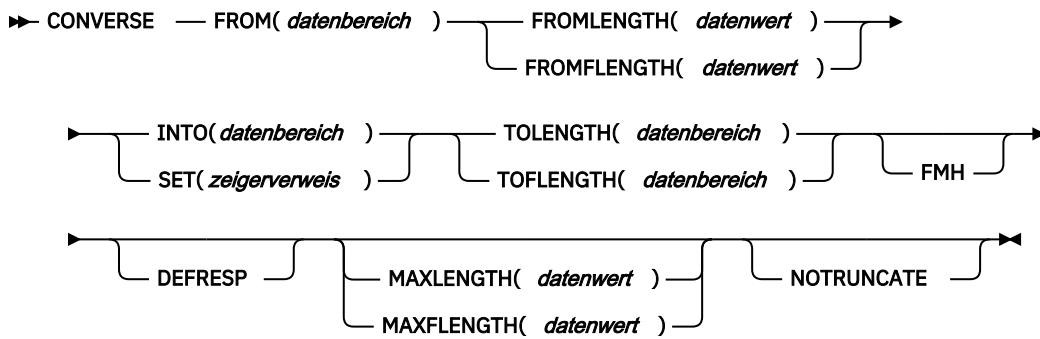 CONVERSE FROM( datenbereich ) FROMLENGTH( datenwert )
FROMFLENGTH( datenwert )
INTO( datenbereich ) TOLENGTH( datenbereich )
SET( zeigerverweis ) TOFLENGTH( datenbereich ) FMH
DEFRESP MAXLENGTH( datenwert ) NOTRUNCATE
MAXFLENGTH( datenwert )